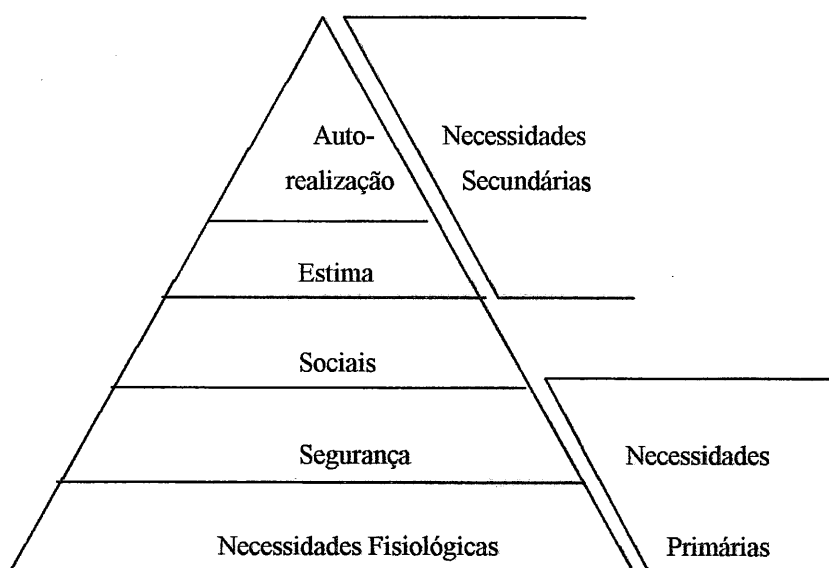 Auto-
realização
Necessidades
Secundárias
Estima
Sociais
Segurança
Necessidades
Necessidades Fisiológicas
Primárias